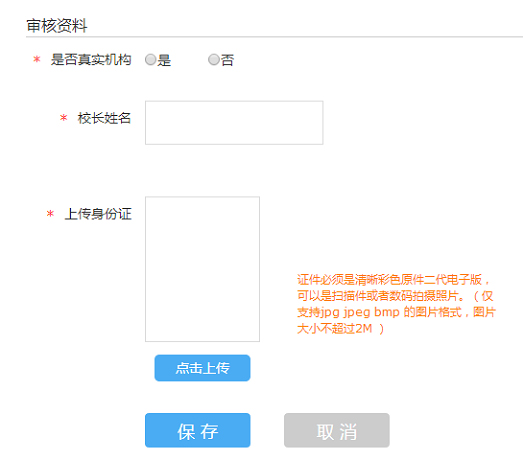 审核资料
* 是否真实机构 是 否
* 校长姓名
* 上传身份证
证件必须是清晰彩色原件二代电子版，
可以是扫描件或者数码拍摄照片。（仅
支持jpg jpeg bmp 的图片格式，图片
大小不超过2M ）
点击上传
保 存 取 消